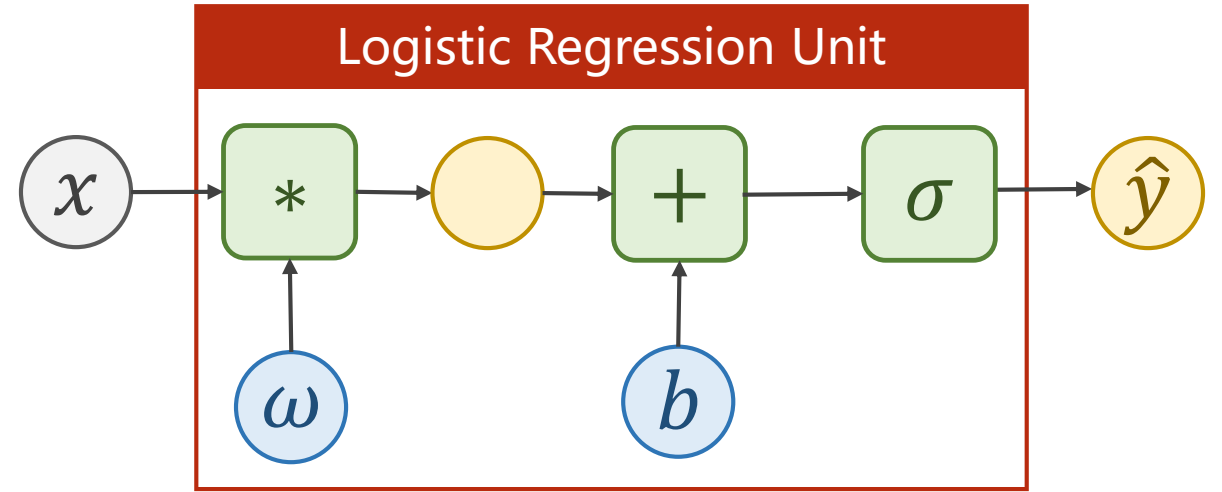 Logistic Regression Unit
x
*
+
σ
ŷ
ω
b